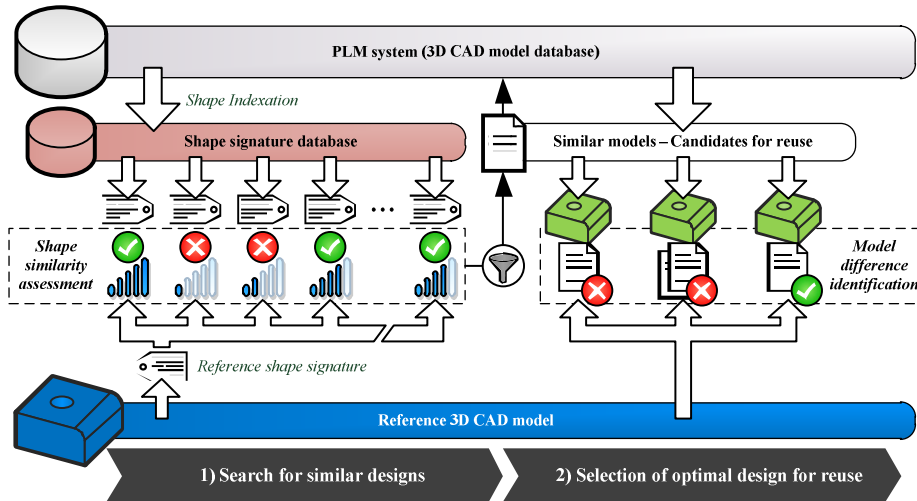 PLM system (3D CAD model database)
Shape Indexation
Shape signature database
Similar models – Candidates for reuse
...
Shape
similarity
assessment
Model
difference
identification
Reference shape signature
Reference 3D CAD model
1) Search for similar designs
2) Selection of optimal design for reuse